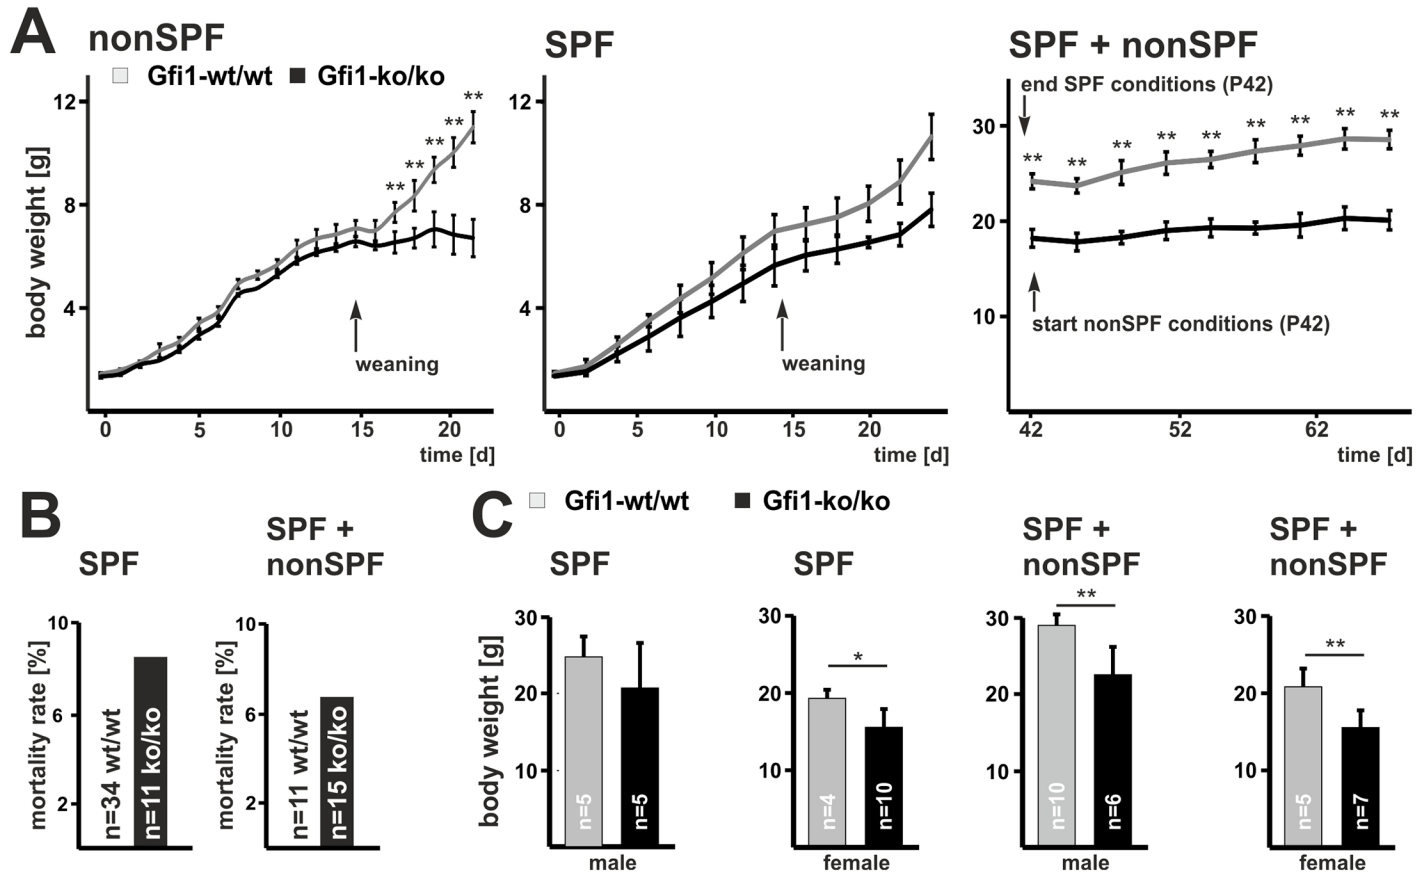 A
nonSPF
Gfi1-wt/wt
Gfi1-ko/ko
body weight [g]
12
8
4
**
**
**
**
**
weaning
0
5
10
15
20
time [d]
SPF
12
8
4
weaning
0
5
10
15
20
time [d]
SPF + nonSPF
end SPF conditions (P42)
30
20
10
**
**
**
**
**
**
**
**
**
start nonSPF conditions (P42)
42
52
62
time [d]
B
SPF
mortality rate [%]
10
6
2
n=34 wt/wt
n=11 ko/ko
SPF +
nonSPF
mortality rate [%]
10
6
2
n=11 wt/wt
n=15 ko/ko
C
Gfi1-wt/wt
Gfi1-ko/ko
SPF
body weight [g]
30
20
10
n=5
n=5
male
SPF
30
20
10
*
n=4
n=10
female
SPF +
nonSPF
30
20
10
**
n=10
n=6
male
SPF +
nonSPF
30
20
10
**
n=5
n=7
female